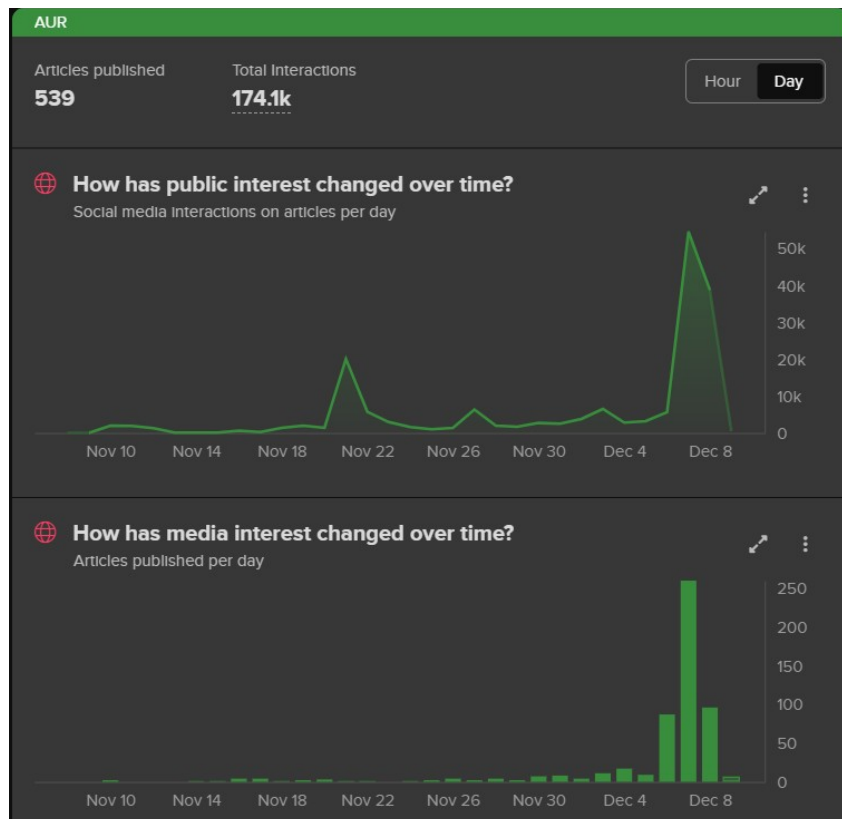 AUR
Articles published
539
Total Interactions
174.1k
Hour Day
How has public interest changed over time?
Social media interactions on articles per day
50k
40k
30k
20k
10k
0
Nov 10 Nov 14 Nov 18 Nov 22 Nov 26 Nov 30 Dec 4 Dec 8
How has media interest changed over time?
Articles published per day
250
200
150
100
50
0
Nov 10 Nov 14 Nov 18 Nov 22 Nov 26 Nov 30 Dec 4 Dec 8